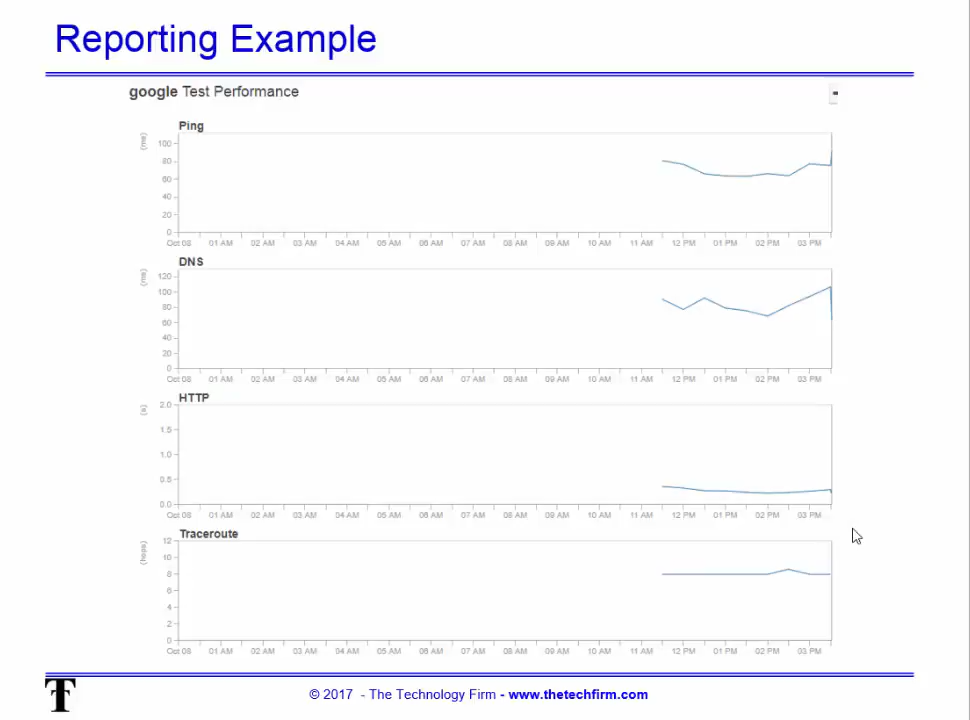 Reporting Example
google Test Performance
Ping
(ms)
100
80
60
40
20
0
Oct 08 01 AM 02 AM 03 AM 04 AM 05 AM 06 AM 07 AM 08 AM 09 AM 10 AM 11 AM 12 PM 01 PM 02 PM 03 PM
DNS
(ms)
120
100
80
60
40
20
0
Oct 08 01 AM 02 AM 03 AM 04 AM 05 AM 06 AM 07 AM 08 AM 09 AM 10 AM 11 AM 12 PM 01 PM 02 PM 03 PM
HTTP
(s)
2.0
1.5
1.0
0.5
0.0
Oct 08 01 AM 02 AM 03 AM 04 AM 05 AM 06 AM 07 AM 08 AM 09 AM 10 AM 11 AM 12 PM 01 PM 02 PM 03 PM
Traceroute
(hops)
12
10
8
6
4
2
0
Oct 08 01 AM 02 AM 03 AM 04 AM 05 AM 06 AM 07 AM 08 AM 09 AM 10 AM 11 AM 12 PM 01 PM 02 PM 03 PM
T
© 2017 - The Technology Firm - www.thetechfirm.com